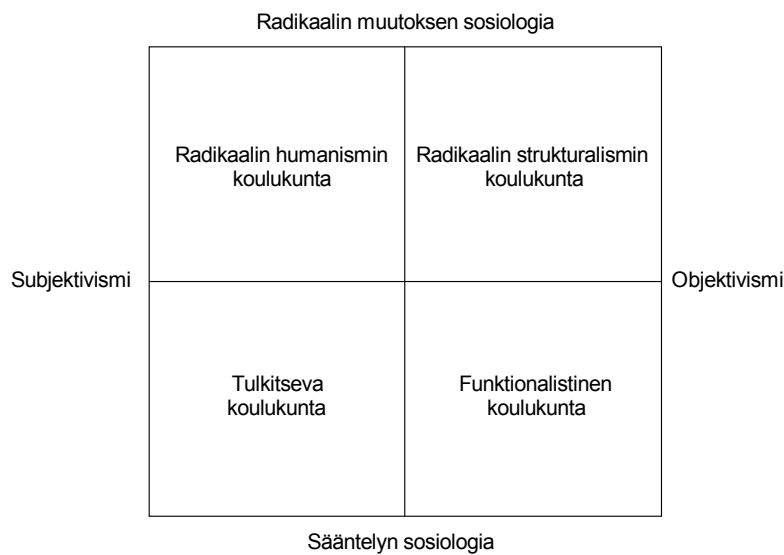 Radikaalin muutoksen sosiologia
Radikaalin humanismin
koulukunta
Radikaalin strukturalismin
koulukunta
Subjektivismi
Objektivismi
Tulkitseva
koulukunta
Funktionalistinen
koulukunta
Sääntelyn sosiologia